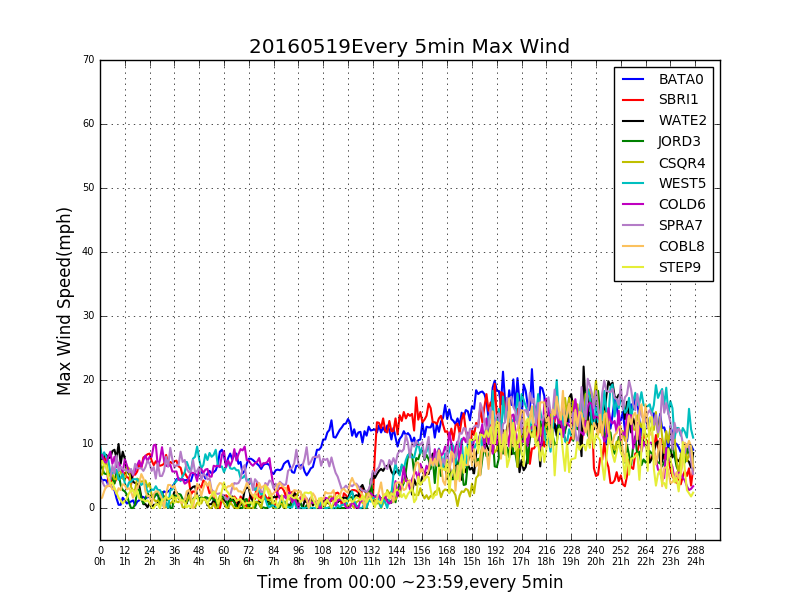 20160519Every 5min Max Wind
70
60
50
40
30
20
10
0
Max Wind Speed(mph)
BATA0
SBRI1
WATE2
JORD3
CSQR4
WEST5
COLD6
SPRA7
COBL8
STEP9
0 12 24 36 48 60 72 84 96 108 120 132 144 156 168 180 192 204 216 228 240 252 264 276 288
0h 1h 2h 3h 4h 5h 6h 7h 8h 9h 10h 11h 12h 13h 14h 15h 16h 17h 18h 19h 20h 21h 22h 23h 24h
Time from 00:00 ~23:59,every 5min